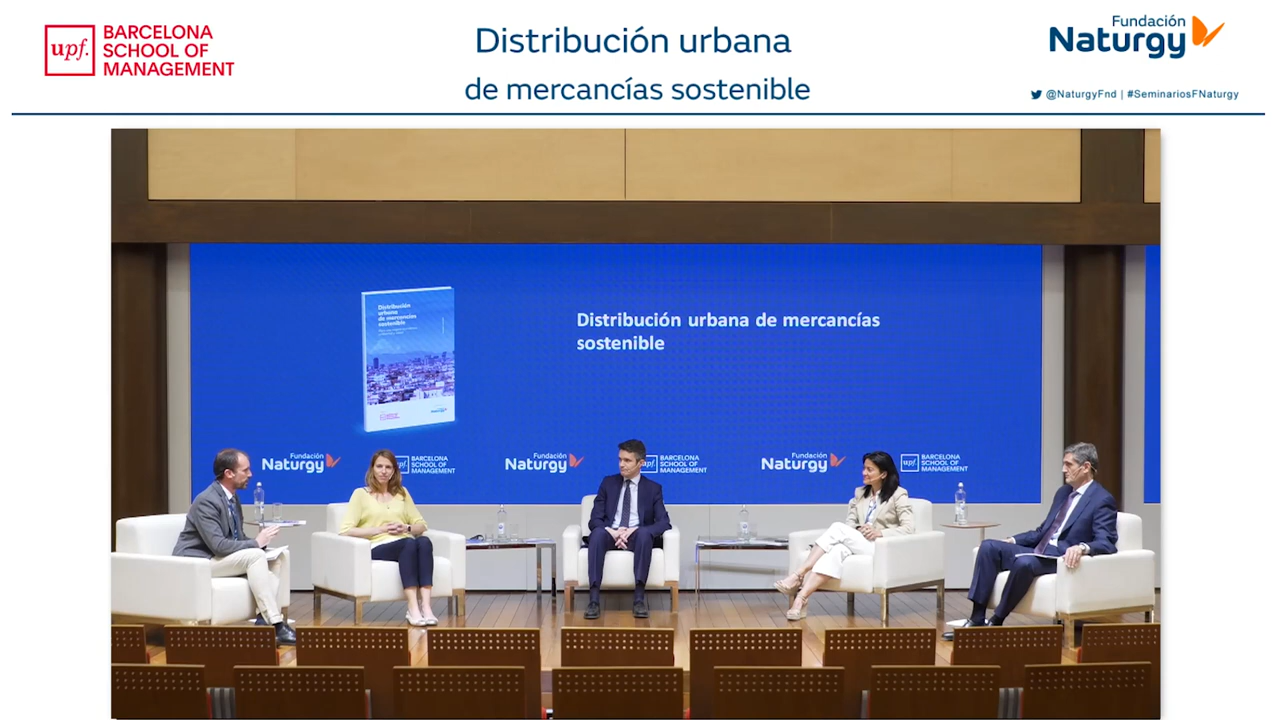 upf.
BARCELONA
SCHOOL OF
MANAGEMENT
Distribución urbana
de mercancías sostenible
Fundación
Naturgy
@NaturgyFnd | #SeminariosFNaturgy
Distribución
urbana
de mercancías
sostenible
Distribución urbana de mercancías
sostenible
Fundación
Naturgy
upf.
BARCELONA
SCHOOL OF
MANAGEMENT
Fundación
Naturgy
upf.
BARCELONA
SCHOOL OF
MANAGEMENT
Fundación
Naturgy
upf.
BARCELONA
SCHOOL OF
MANAGEMENT